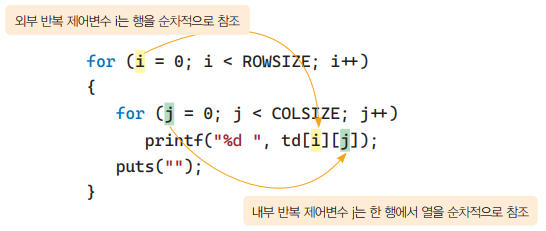 외부 반복 제어변수 i는 행을 순차적으로 참조
for (i = 0; i < ROWSIZE; i++)
{
for (j = 0; j < COLSIZE; j++)
printf("%d ", td[i][j]);
puts("");
}
내부 반복 제어변수 j는 한 행에서 열을 순차적으로 참조